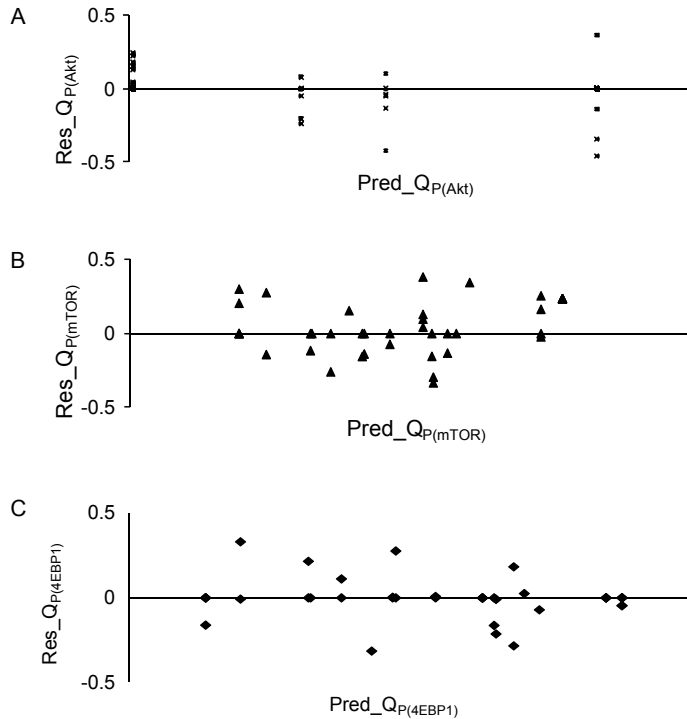 A
0.5
0
-0.5
Res_QP(Akt)
Pred_QP(Akt)
B
0.5
0
-0.5
Res_QP(mTOR)
Pred_QP(mTOR)
C
0.5
0
-0.5
Res_QP(4EBP1)
Pred_QP(4EBP1)